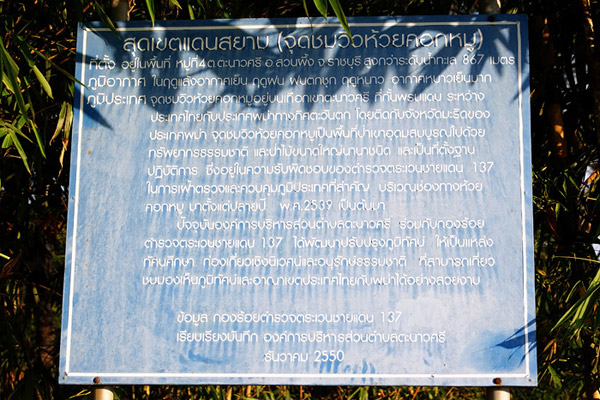 สุดเขตแดนสยาม (จุดชมวิวห้วยคอกหมู)
ที่ตั้ง อยู่ในพื้นที่ หมู่ที่4ต.ตะนาวศรี อ.สวนผึ้ง จ.ราชบุรี สูงกว่าระดับน้ำทะเล 867 เมตร
ภูมิอากาศ ในฤดูแล้งอากาศเย็น ฤดูฝน ฝนตกชุก ฤดูหนาว อากาศหนาวเย็นมาก
ภูมิประเทศ จุดชมวิวห้วยคอกหมูอยู่บนเทือกเขาตะนาวศรี ที่กั้นพรมแดน ระหว่าง
ประเทศไทยกับประเทศพม่าทางทิศตะวันตก โดยติดกับจังหวัดมะริดของ
ประเทศพม่า จุดชมวิวห้วยคอกหมูเป็นพื้นที่ป่าเขาอุดมสมบูรณ์ไปด้วย
ทรัพยากรธรรมชาติ และป่าไม้ขนาดใหญ่นานาชนิด และเป็นที่ตั้งฐาน
ปฏิบัติการ ซึ่งอยู่ในความรับผิดชอบของตำรวจตระเวนชายแดน 137
ในการเฝ้าตรวจและควบคุมภูมิประเทศที่สำคัญ บริเวณช่องทางห้วย
คอกหมู มาตั้งแต่ปลายปี พ.ศ.2539 เป็นต้นมา
ปัจจุบันองค์การบริหารส่วนตำบลตะนาวศรี ร่วมกับกองร้อย
ตำรวจตระเวนชายแดน 137 ได้พัฒนาปรับปรุงภูมิทัศน์ ให้เป็นแหล่ง
ทัศนศึกษา ท่องเที่ยวเชิงนิเวศน์และอนุรักษ์ธรรมชาติ ที่สามารถเที่ยว
ชมมองเห็นภูมิทัศน์และอาณาเขตประเทศไทยกับพม่าได้อย่างสวยงาม
ข้อมูล กองร้อยตำรวจตระเวนชายแดน 137
เรียบเรียงบันทึก องค์การบริหารส่วนตำบลตะนาวศรี
ธันวาคม 2550